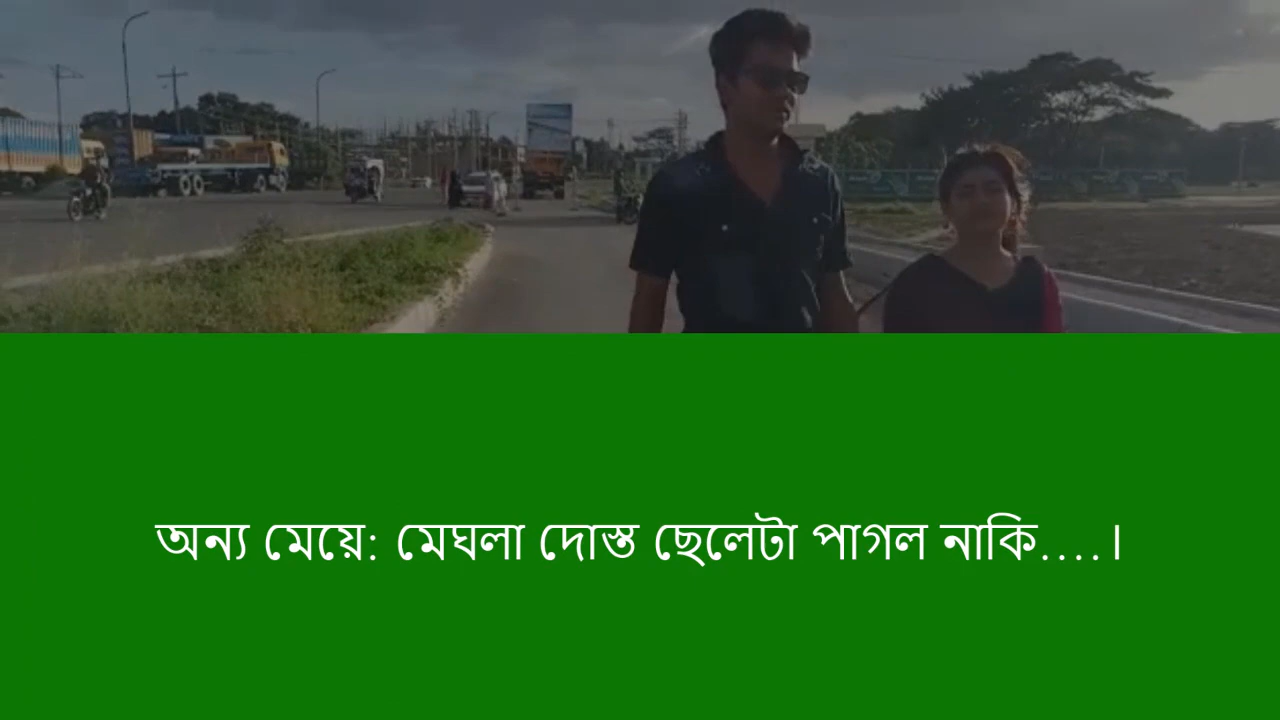 অন্য মেয়ে: মেঘলা দোস্ত ছেলেটা পাগল নাকি....।